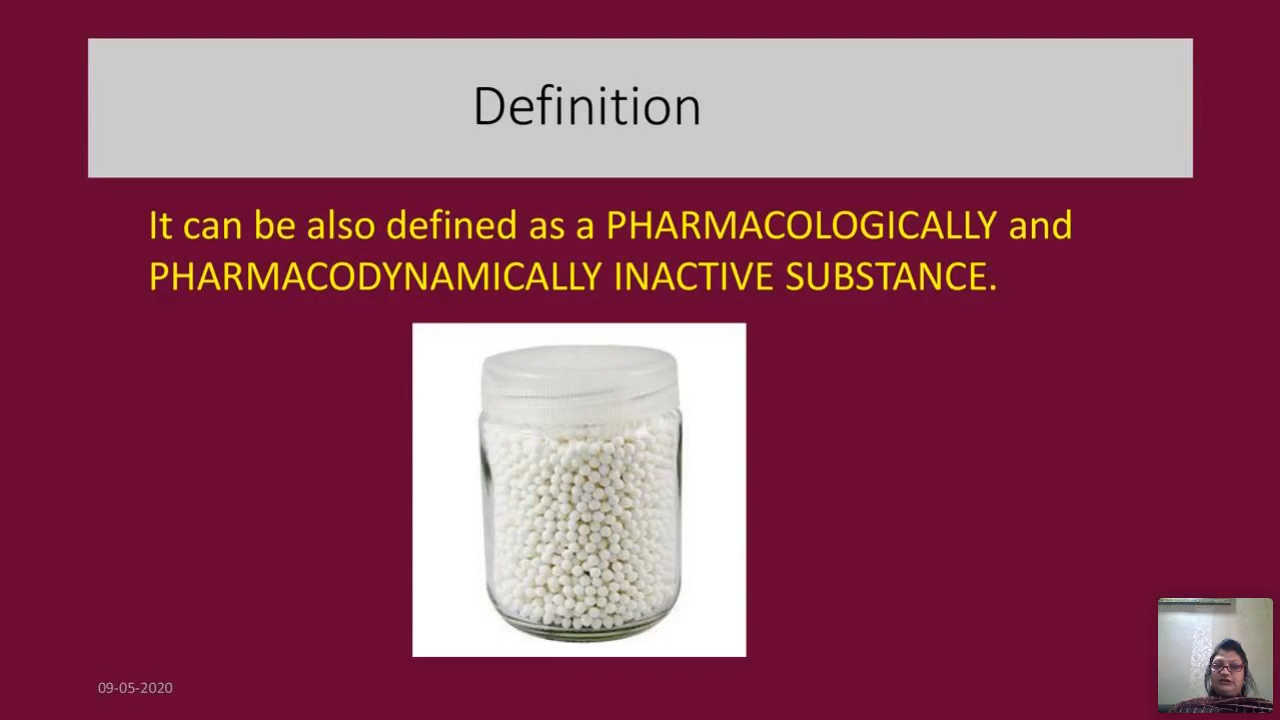 Definition
It can be also defined as a PHARMACOLOGICALLY and
PHARMACODYNAMICALLY INACTIVE SUBSTANCE.
09-05-2020